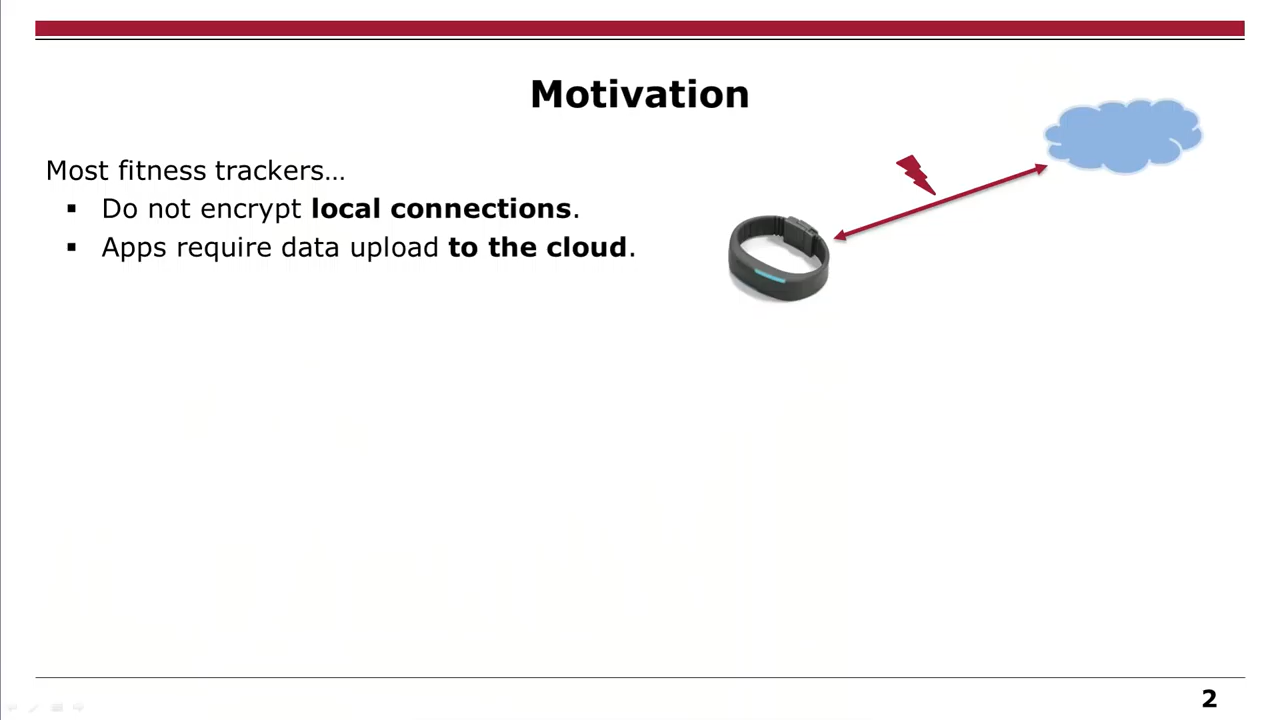 Motivation
Most fitness trackers…
▪ Do not encrypt local connections.
▪ Apps require data upload to the cloud.
2